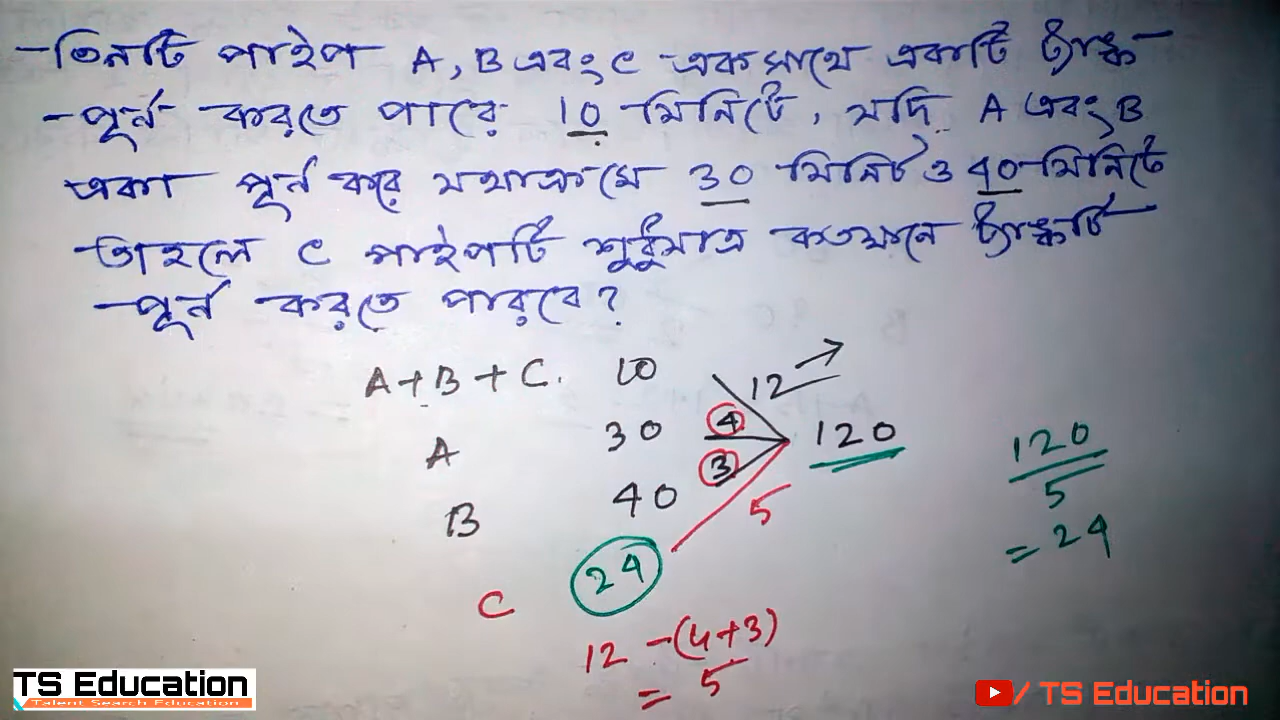 তিনটি পাইপ A, B এবং C একসাথে একটি ট্যাঙ্ক
পূর্ন করতে পারে 10 মিনিটে, যদি A এবং B
একা পূর্ন করে যথাক্রমে 30 মিনিট ও 40 মিনিটে
তাহলে C পাইপটি শুধুমাত্র কতক্ষনে ট্যাঙ্কটি
পূর্ন করতে পারবে?
A+B+C. 10
12
A 30
4
120
B 40
3
5
C 24
12 -(4+3)
= 5
120
5
= 24
TS Education
Talent Search Education
/ TS Education